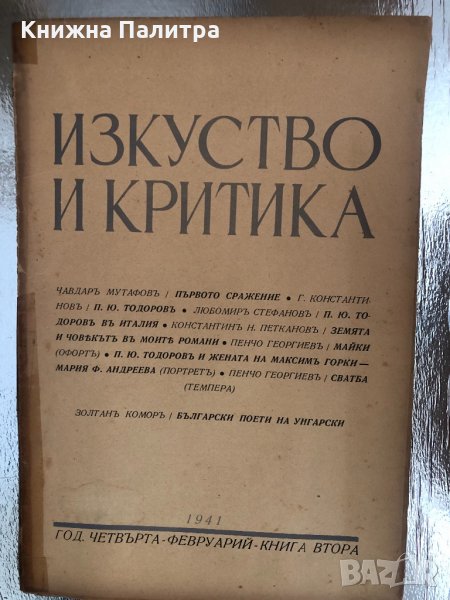 Книжна Палитра
ИЗКУСТВО
И КРИТИКА
ЧАВДАРЪ МУТАФОВЪ / ПЪРВОТО СРАЖЕНИЕ • Г. КОНСТАНТИ-
НОВЪ / П. Ю. ТОДОРОВЪ • ЛЮБОМИРЪ СТЕФАНОВЪ / П. Ю. ТО-
ДОРОВЪ ВЪ ИТАЛИЯ • КОНСТАНТИНЪ Н. ПЕТКАНОВЪ / ЗЕМЯТА
И ЧОВѢКЪТЪ ВЪ МОИТѢ РОМАНИ • ПЕНЧО ГЕОРГИЕВЪ / МАЙКИ
(ОФОРТЪ) • П. Ю. ТОДОРОВЪ И ЖЕНАТА НА МАКСИМЪ ГОРКИ —
МАРИЯ Ф. АНДРЕЕВА (ПОРТРЕТЪ) • ПЕНЧО ГЕОРГИЕВЪ / СВАТБА
(ТЕМПЕРА)
ЗОЛТАНЪ КОМОРЪ / БЪЛГАРСКИ ПОЕТИ НА УНГАРСКИ
1941
ГОД. ЧЕТВЪРТА - ФЕВРУАРИЙ - КНИГА ВТОРА
BAZAR.BG